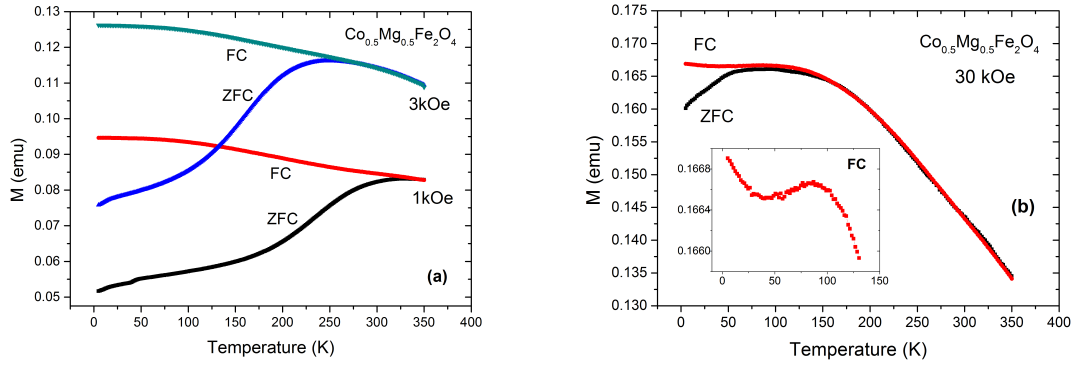 0.13
0.12
0.11
0.10
0.09
0.08
0.07
0.06
0.05
M (emu)
Co0.5Mg0.5Fe2O4
FC
ZFC
3kOe
FC
1kOe
ZFC
(a)
0 50 100 150 200 250 300 350 400
Temperature (K)
0.175
0.170
0.165
0.160
0.155
0.150
0.145
0.140
0.135
0.130
M (emu)
Co0.5Mg0.5Fe2O4
30 kOe
FC
ZFC
FC
0.1668
0.1664
0.1660
0 50 100 150
(b)
0 50 100 150 200 250 300 350 400
Temperature (K)